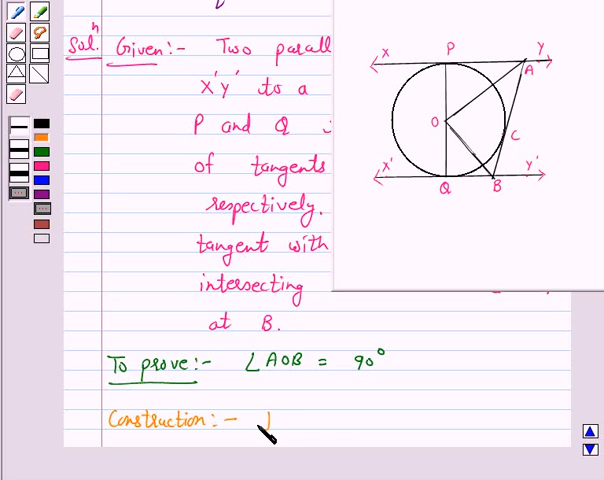 Solⁿ. Given:- Two parall
X'Y' to a
P and Q
of tangents
respectively.
tangent with
intersecting
at B.
To prove:- ∠AOB = 90°
Construction:-
X P Y
A
O
C
X' Q B Y'